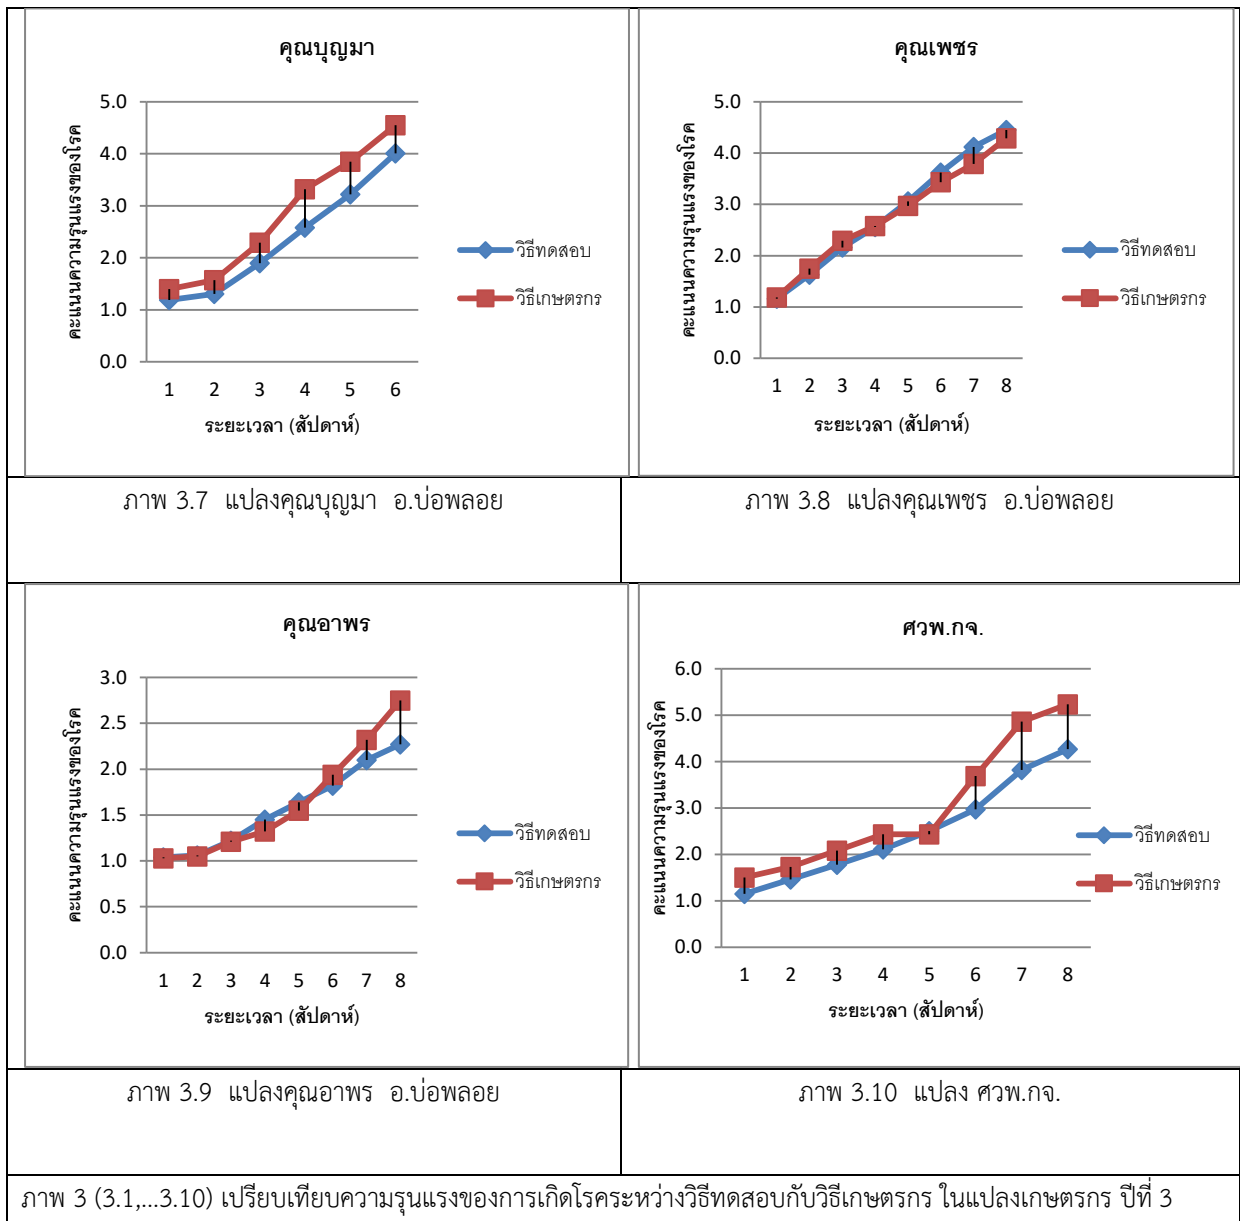 คุณบุญมา
คะแนนความรุนแรงของโรค
5.0
4.0
3.0
2.0
1.0
0.0
1 2 3 4 5 6
ระยะเวลา (สัปดาห์)
วิธีทดสอบ
วิธีเกษตรกร
คุณเพชร
คะแนนความรุนแรงของโรค
5.0
4.0
3.0
2.0
1.0
0.0
1 2 3 4 5 6 7 8
ระยะเวลา (สัปดาห์)
วิธีทดสอบ
วิธีเกษตรกร
ภาพ 3.7 แปลงคุณบุญมา อ.บ่อพลอย
ภาพ 3.8 แปลงคุณเพชร อ.บ่อพลอย
คุณอาพร
คะแนนความรุนแรงของโรค
3.0
2.5
2.0
1.5
1.0
0.5
0.0
1 2 3 4 5 6 7 8
ระยะเวลา (สัปดาห์)
วิธีทดสอบ
วิธีเกษตรกร
ศวพ.กจ.
คะแนนความรุนแรงของโรค
6.0
5.0
4.0
3.0
2.0
1.0
0.0
1 2 3 4 5 6 7 8
ระยะเวลา (สัปดาห์)
วิธีทดสอบ
วิธีเกษตรกร
ภาพ 3.9 แปลงคุณอาพร อ.บ่อพลอย
ภาพ 3.10 แปลง ศวพ.กจ.
ภาพ 3 (3.1,...3.10) เปรียบเทียบความรุนแรงของการเกิดโรคระหว่างวิธีทดสอบกับวิธีเกษตรกร ในแปลงเกษตรกร ปีที่ 3